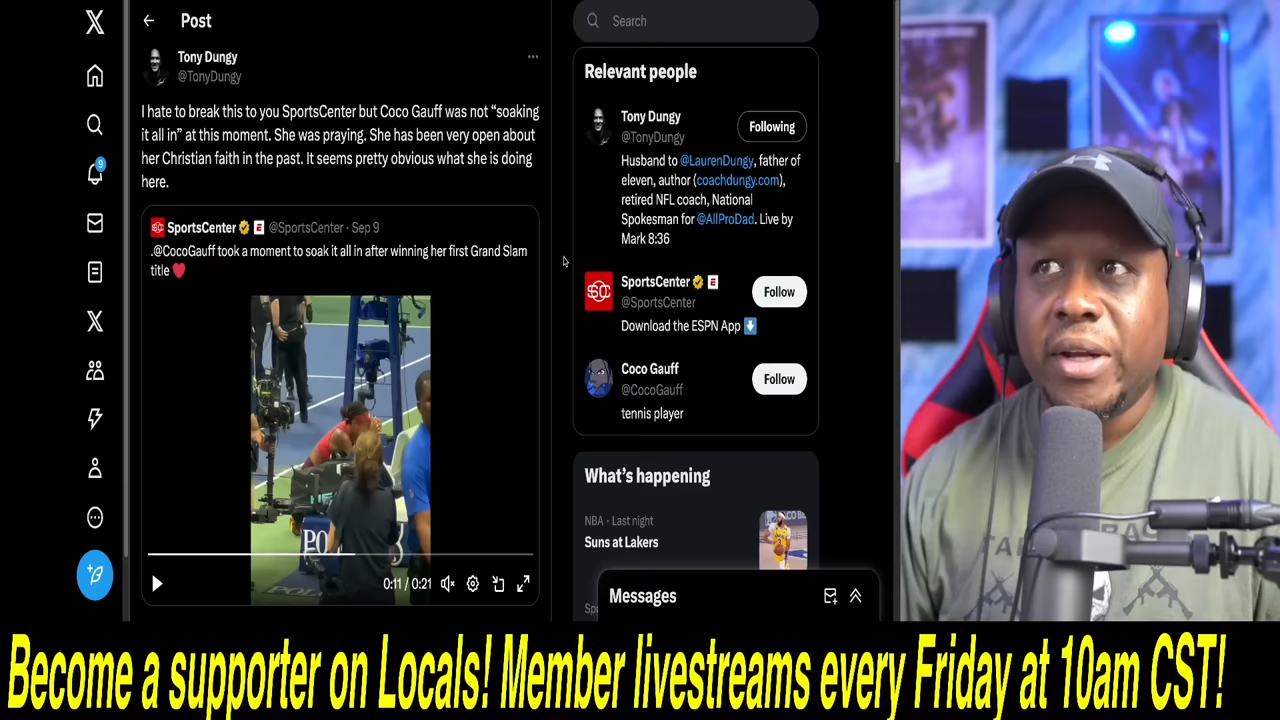 Post
Tony Dungy
@TonyDungy
I hate to break this to you SportsCenter but Coco Gauff was not “soaking
it all in” at this moment. She was praying. She has been very open about
her Christian faith in the past. It seems pretty obvious what she is doing
here.
SportsCenter @SportsCenter · Sep 9
.@CocoGauff took a moment to soak it all in after winning her first Grand Slam
title
0:11 / 0:21
Search
Relevant people
Tony Dungy
@TonyDungy
Following
Husband to @LaurenDungy, father of
eleven, author (coachdungy.com),
retired NFL coach, National
Spokesman for @AllProDad. Live by
Mark 8:36
SportsCenter
@SportsCenter
Follow
Download the ESPN App
Coco Gauff
@CocoGauff
Follow
tennis player
What’s happening
NBA · Last night
Suns at Lakers
Messages
9
Become a supporter on Locals! Member livestreams every Friday at 10am CST!